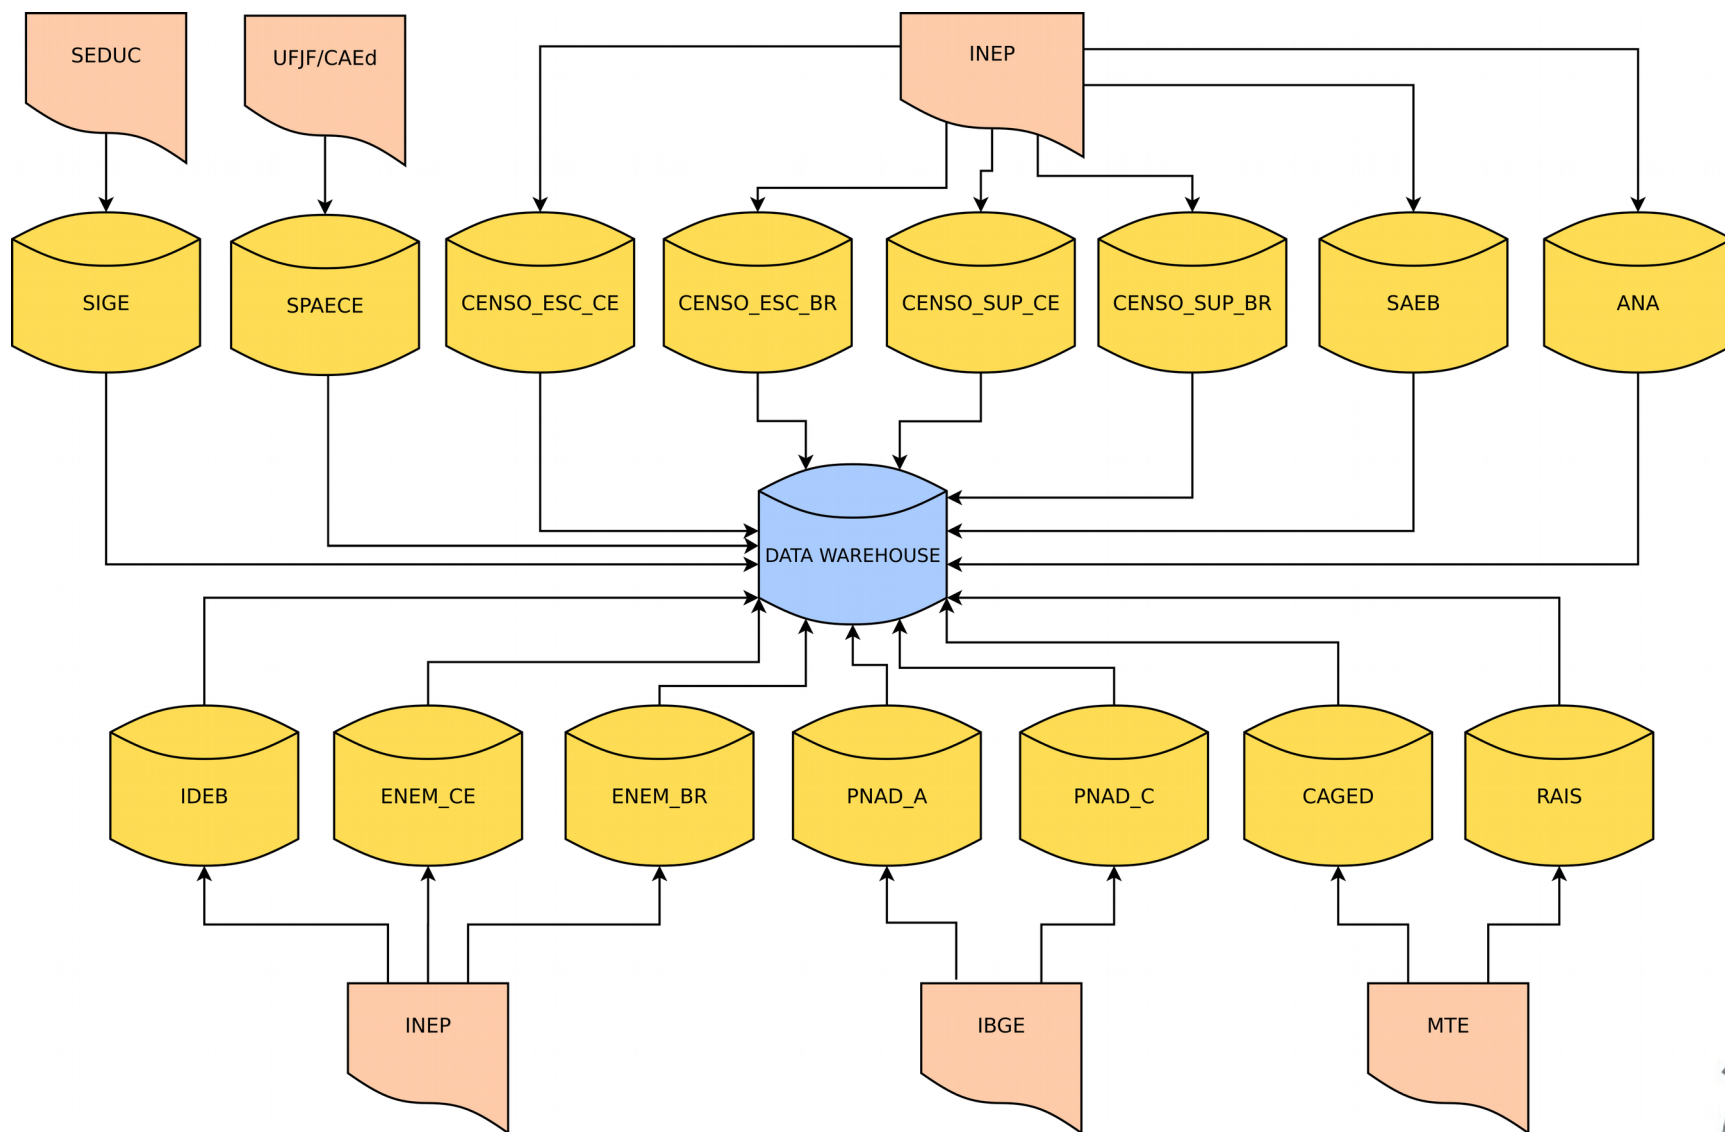 SEDUC
UFJF/CAEd
INEP
SIGE
SPAECE
CENSO_ESC_CE
CENSO_ESC_BR
CENSO_SUP_CE
CENSO_SUP_BR
SAEB
ANA
DATA WAREHOUSE
IDEB
ENEM_CE
ENEM_BR
PNAD_A
PNAD_C
CAGED
RAIS
INEP
IBGE
MTE